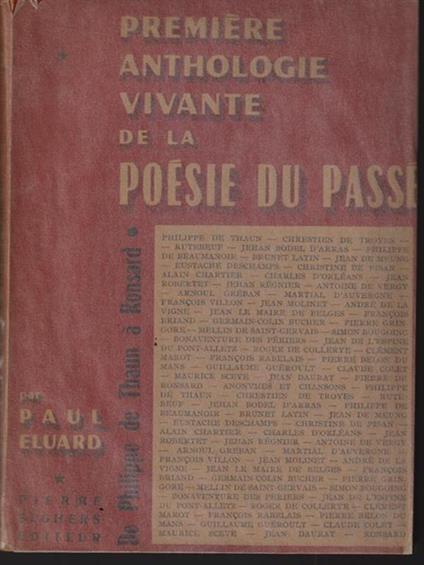 PREMIÈRE
ANTHOLOGIE
VIVANTE
DE LA
POÉSIE DU PASSÉ
De Philippe de Thaun à Ronsard
par
PAUL
ELUARD
PIERRE
SEGHERS
EDITEUR
PHILIPPE DE THAUN — CHRESTIEN DE TROYES —
— RUTEBEUF — JEHAN BODEL D'ARRAS — PHILIPPE
DE BEAUMANOIR — BRUNET LATIN — JEAN DE MEUNG
— EUSTACHE DESCHAMPS — CHRISTINE DE PISAN —
ALAIN CHARTIER — CHARLES D'ORLÉANS — JEAN
ROBERTET — JEHAN RÉGNIER — ANTOINE DE VERGY
— ARNOUL GRÉBAN — MARTIAL D'AUVERGNE —
FRANÇOIS VILLON — JEAN MOLINET — ANDRÉ DE LA
VIGNE — JEAN LE MAIRE DE BELGES — FRANÇOIS
BRIAND — GERMAIN-COLIN BUCHER — PIERRE GRIN-
GORE — MELLIN DE SAINT-GERVAIS — SIMON BOUGOING
— BONAVENTURE DES PÉRIERS — JEAN DE L'ESPINE
DU PONT-ALLETZ — ROGER DE COLLERYE — CLÉMENT
MAROT — FRANÇOIS RABELAIS — PIERRE BELON DU
MANS — GUILLAUME GUÉROULT — CLAUDE COLET
— MAURICE SCEVE — JEAN DAURAT — PIERRE DE
RONSARD — ANONYMES ET CHANSONS — PHILIPPE
DE THAUN — CHRESTIEN DE TROYES — RUTE-
BEUF — JEHAN BODEL D'ARRAS — PHILIPPE DE
BEAUMANOIR — BRUNET LATIN — JEAN DE MEUNG
— EUSTACHE DESCHAMPS — CHRISTINE DE PISAN —
ALAIN CHARTIER — CHARLES D'ORLÉANS — JEAN
ROBERTET — JEHAN RÉGNIER — ANTOINE DE VERGY
— ARNOUL GRÉBAN — MARTIAL D'AUVERGNE —
FRANÇOIS VILLON — JEAN MOLINET — ANDRÉ DE LA
VIGNE — JEAN LE MAIRE DE BELGES — FRANÇOIS
BRIAND — GERMAIN-COLIN BUCHER — PIERRE GRIN-
GORE — MELLIN DE SAINT-GERVAIS — SIMON BOUGOING
— BONAVENTURE DES PÉRIERS — JEAN DE L'ESPINE
DU PONT-ALLETZ — ROGER DE COLLERYE — CLÉMENT
MAROT — FRANÇOIS RABELAIS — PIERRE BELON DU
MANS — GUILLAUME GUÉROULT — CLAUDE COLET —
MAURICE SCEVE — JEAN DAURAT — RONSARD